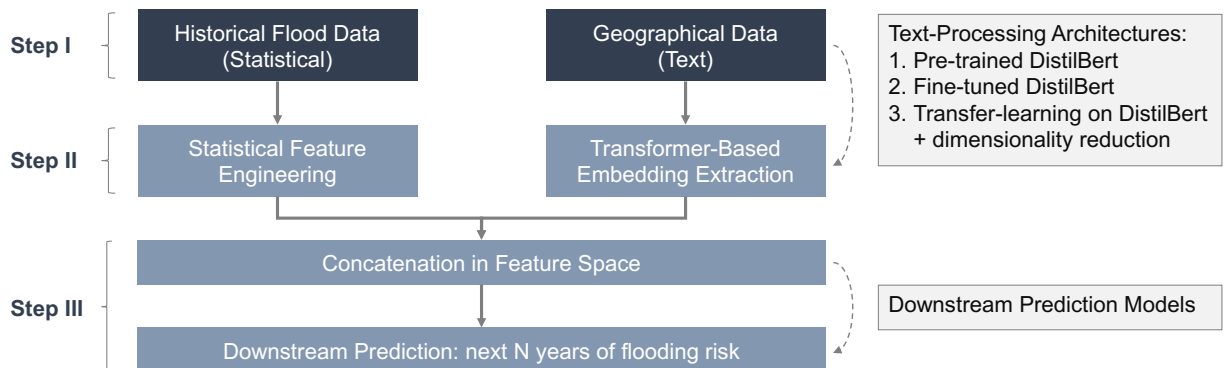 Step I
Historical Flood Data
(Statistical)
Geographical Data
(Text)
Text-Processing Architectures:
1. Pre-trained DistilBert
2. Fine-tuned DistilBert
3. Transfer-learning on DistilBert
+ dimensionality reduction
Step II
Statistical Feature
Engineering
Transformer-Based
Embedding Extraction
Step III
Concatenation in Feature Space
Downstream Prediction: next N years of flooding risk
Downstream Prediction Models